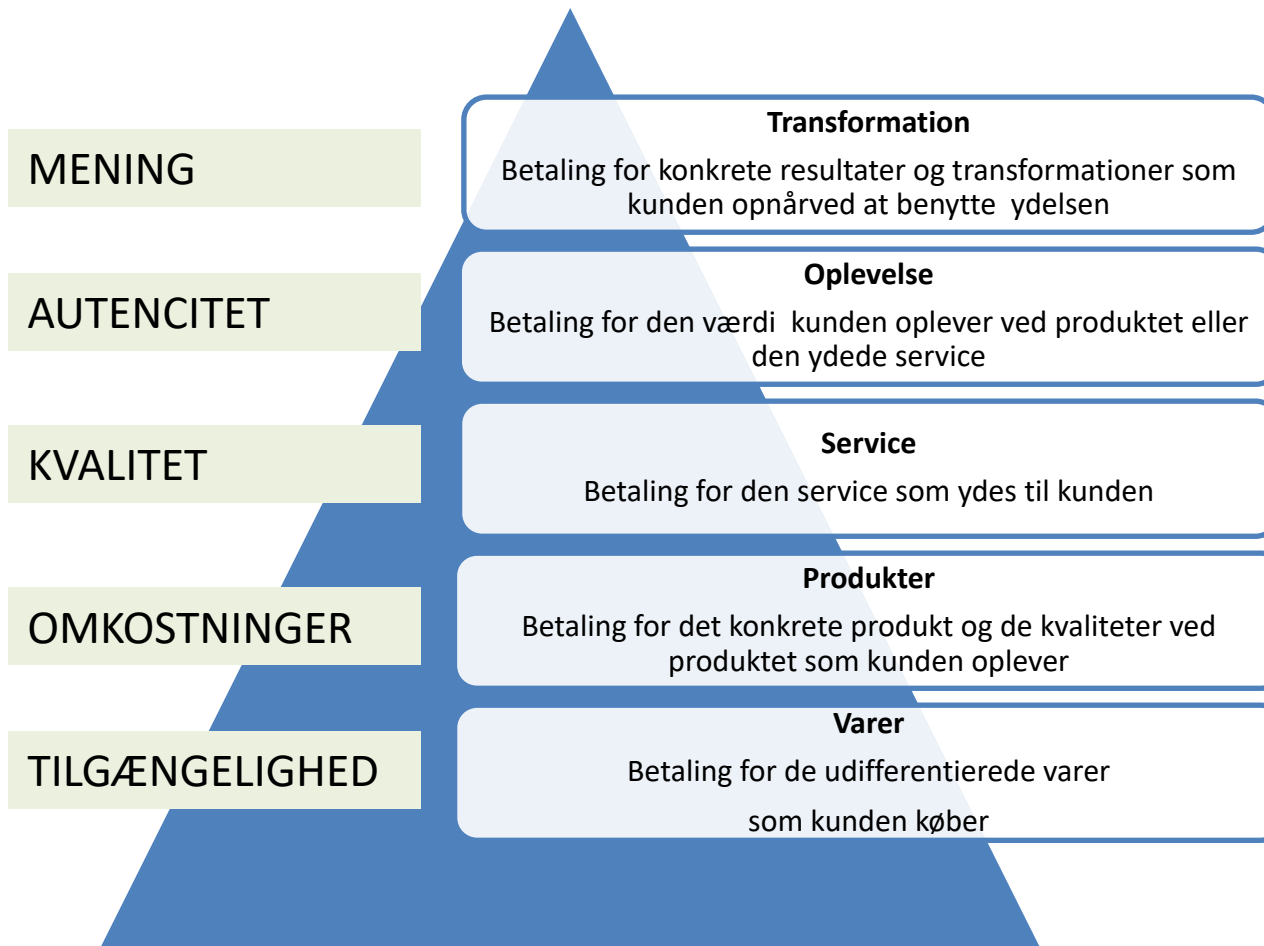 MENING
Transformation
Betaling for konkrete resultater og transformationer som
kunden opnårved at benytte  ydelsen
AUTENCITET
Oplevelse
Betaling for den værdi  kunden oplever ved produktet eller
den ydede service
KVALITET
Service
Betaling for den service som ydes til kunden
OMKOSTNINGER
Produkter
Betaling for det konkrete produkt og de kvaliteter ved
produktet som kunden oplever
TILGÆNGELIGHED
Varer
Betaling for de udifferentierede varer
som kunden køber